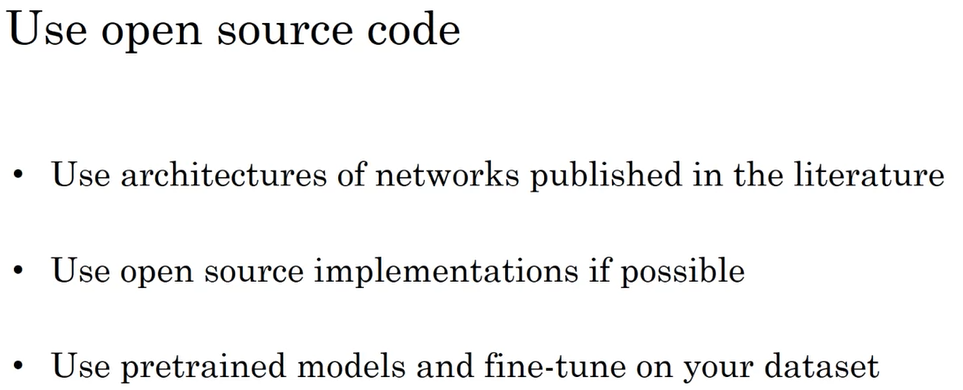 Use open source code
• Use architectures of networks published in the literature
• Use open source implementations if possible
• Use pretrained models and fine-tune on your dataset